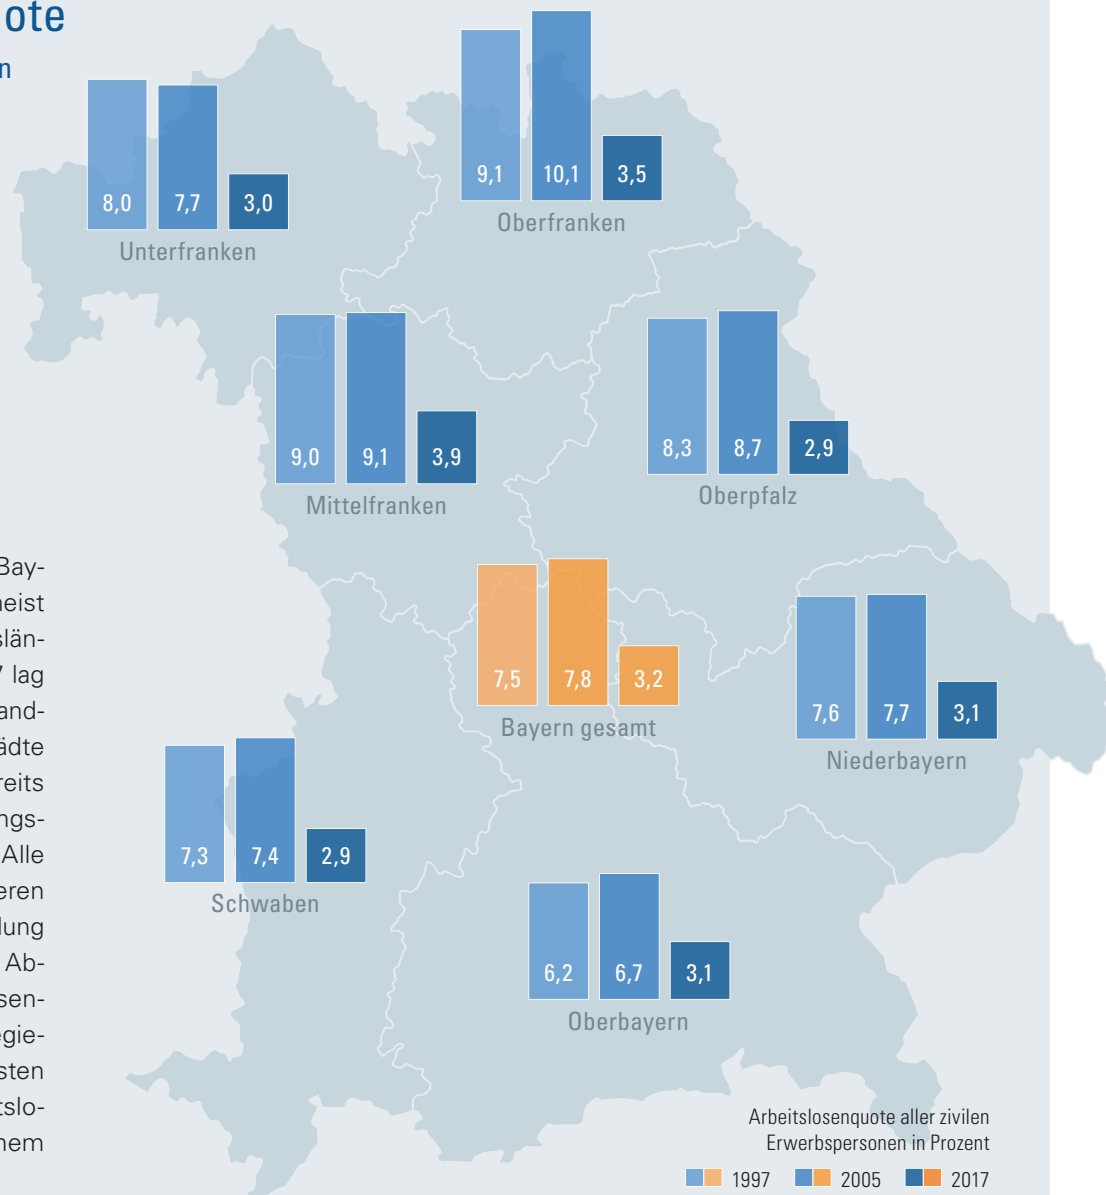 ote
n
8,0 7,7 3,0
Unterfranken
9,1 10,1 3,5
Oberfranken
9,0 9,1 3,9
Mittelfranken
8,3 8,7 2,9
Oberpfalz
7,5 7,8 3,2
Bayern gesamt
7,6 7,7 3,1
Niederbayern
7,3 7,4 2,9
Schwaben
6,2 6,7 3,1
Oberbayern
Bay-
neist
slän-
7 lag
and-
ädte
reits
ngs-
Alle
eren
lung
Ab-
sen-
egie-
sten
tslo-
nem
Arbeitslosenquote aller zivilen
Erwerbspersonen in Prozent
1997 2005 2017